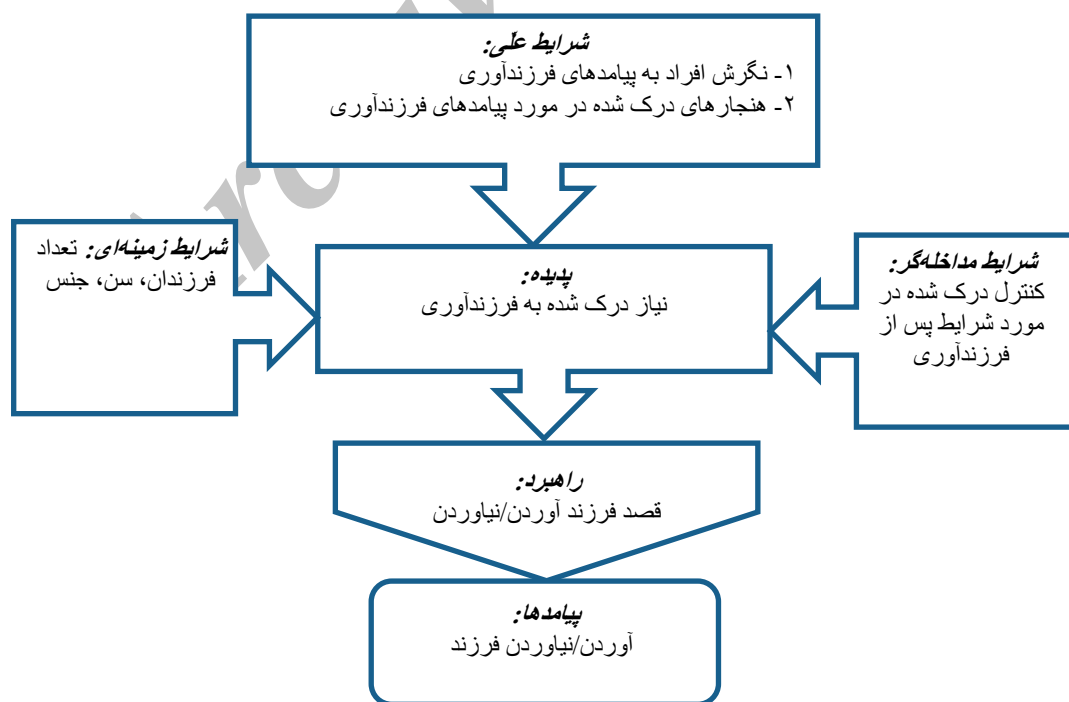 شرایط علّی:
۱- نگرش افراد به پیامدهای فرزندآوری
۲- هنجارهای درک شده در مورد پیامدهای فرزندآوری
شرایط زمینه‌ای: تعداد
فرزندان، سن، جنس
پدیده:
نیاز درک شده به فرزندآوری
شرایط مداخله‌گر:
کنترل درک شده در
مورد شرایط پس از
فرزندآوری
راهبرد:
قصد فرزند آوردن/نیاوردن
پیامدها:
آوردن/نیاوردن فرزند